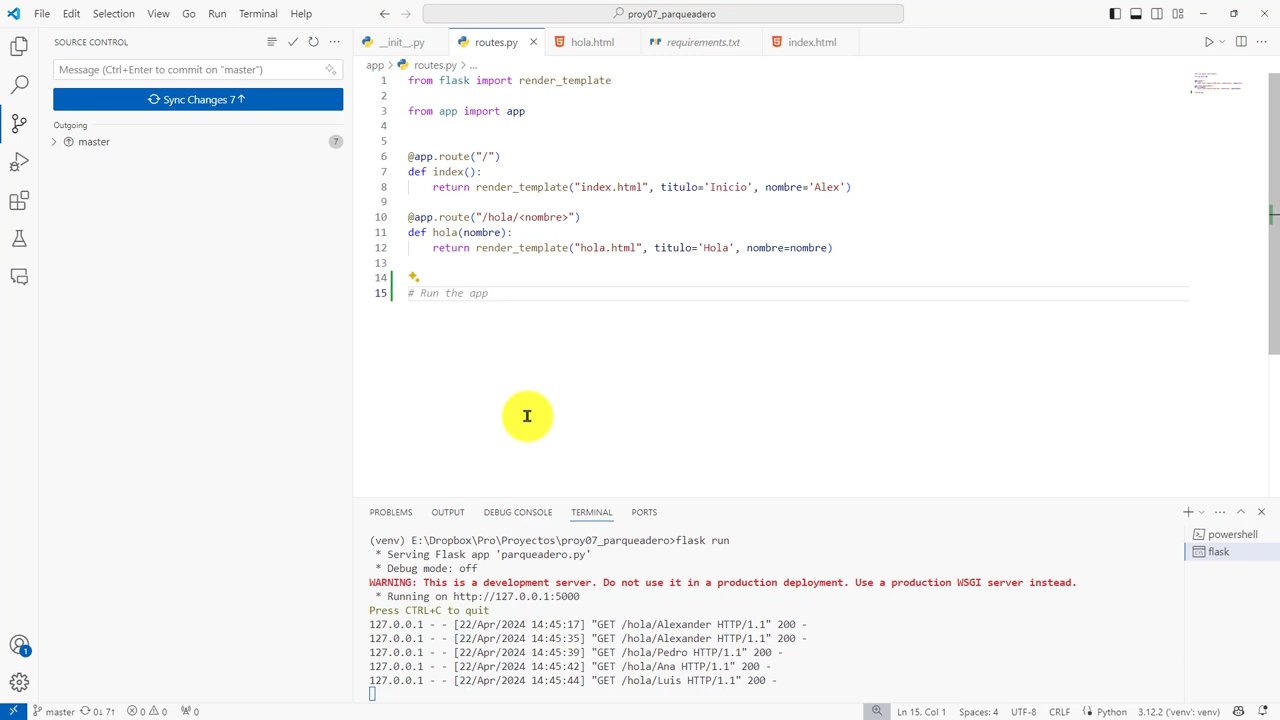 File Edit Selection View Go Run Terminal Help
proy07_parqueadero
SOURCE CONTROL
Message (Ctrl+Enter to commit on "master")
Sync Changes 7↑
Outgoing
master 7
__init__.py routes.py hola.html requirements.txt index.html
app > routes.py > ...
1 from flask import render_template
2
3 from app import app
4
5
6 @app.route("/")
7 def index():
8 return render_template("index.html", titulo='Inicio', nombre='Alex')
9
10 @app.route("/hola/<nombre>")
11 def hola(nombre):
12 return render_template("hola.html", titulo='Hola', nombre=nombre)
13
14
15 # Run the app
PROBLEMS OUTPUT DEBUG CONSOLE TERMINAL PORTS
(venv) E:\Dropbox\Pro\Proyectos\proy07_parqueadero>flask run
* Serving Flask app 'parqueadero.py'
* Debug mode: off
WARNING: This is a development server. Do not use it in a production deployment. Use a production WSGI server instead.
* Running on http://127.0.0.1:5000
Press CTRL+C to quit
127.0.0.1 - - [22/Apr/2024 14:45:17] "GET /hola/Alexander HTTP/1.1" 200 -
127.0.0.1 - - [22/Apr/2024 14:45:35] "GET /hola/Alexander HTTP/1.1" 200 -
127.0.0.1 - - [22/Apr/2024 14:45:39] "GET /hola/Pedro HTTP/1.1" 200 -
127.0.0.1 - - [22/Apr/2024 14:45:42] "GET /hola/Ana HTTP/1.1" 200 -
127.0.0.1 - - [22/Apr/2024 14:45:44] "GET /hola/Luis HTTP/1.1" 200 -
powershell
flask
1
master 0↓ 7↑ 0 0 0 Ln 15, Col 1 Spaces: 4 UTF-8 CRLF Python 3.12.2 ('venv': venv)